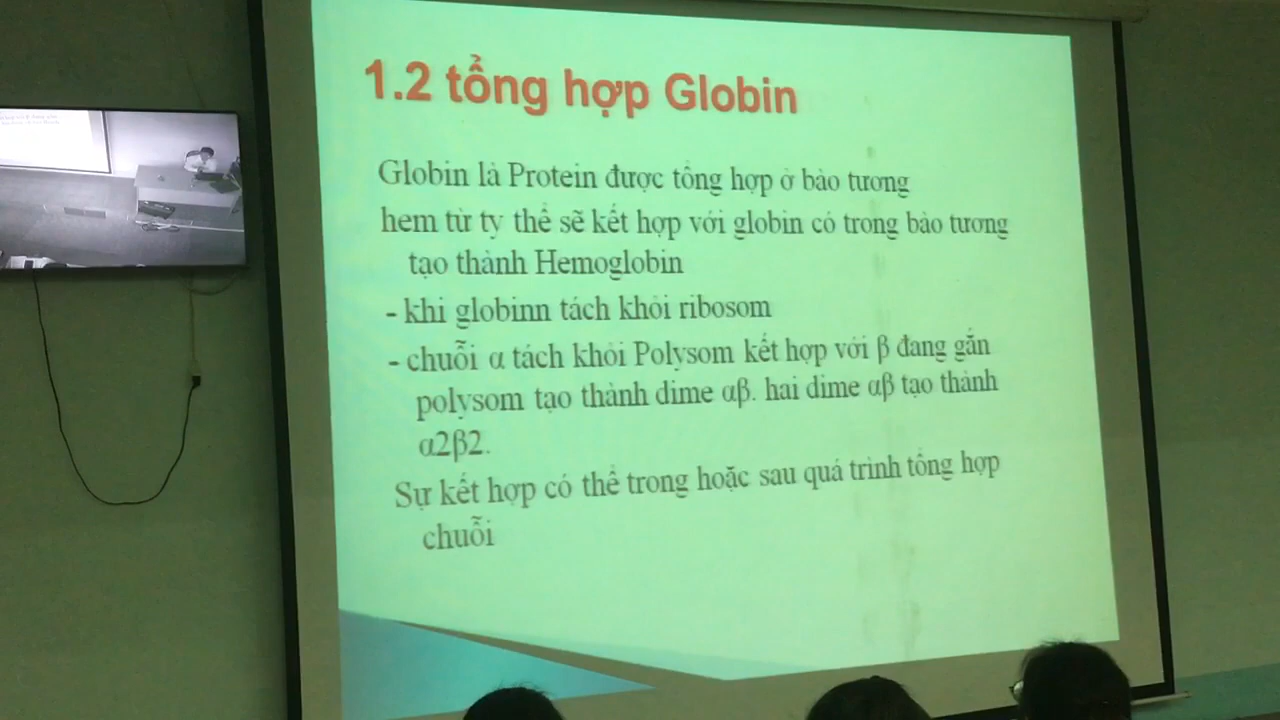 1.2 tổng hợp Globin
Globin là Protein được tổng hợp ở bào tương
hem từ ty thể sẽ kết hợp với globin có trong bào tương
tạo thành Hemoglobin
- khi globinn tách khỏi ribosom
- chuỗi α tách khỏi Polysom kết hợp với β đang gắn
polysom tạo thành dime αβ. hai dime αβ tạo thành
α2β2.
Sự kết hợp có thể trong hoặc sau quá trình tổng hợp
chuỗi